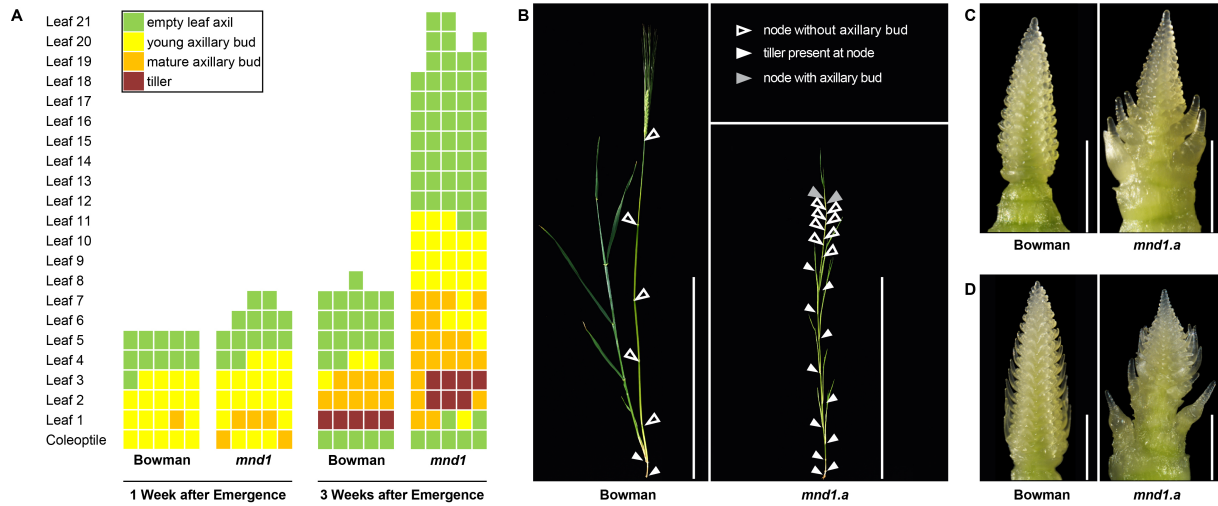 A
Leaf 21
Leaf 20
Leaf 19
Leaf 18
Leaf 17
Leaf 16
Leaf 15
Leaf 14
Leaf 13
Leaf 12
Leaf 11
Leaf 10
Leaf 9
Leaf 8
Leaf 7
Leaf 6
Leaf 5
Leaf 4
Leaf 3
Leaf 2
Leaf 1
Coleoptile
empty leaf axil
young axillary bud
mature axillary bud
tiller
Bowman
mnd1
Bowman
mnd1
1 Week after Emergence
3 Weeks after Emergence
B
node without axillary bud
tiller present at node
node with axillary bud
Bowman
mnd1.a
C
Bowman
mnd1.a
D
Bowman
mnd1.a